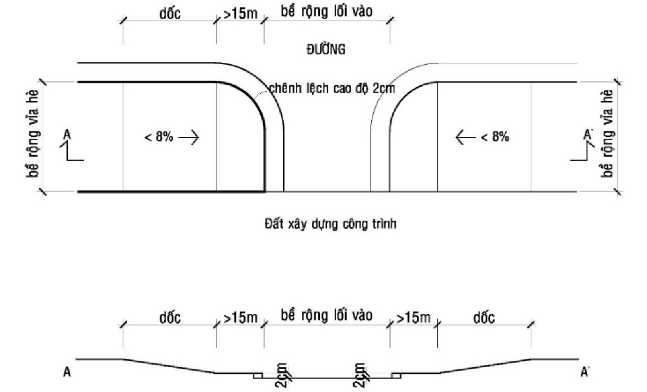 dốc >15m bề rộng lối vào
ĐƯỜNG
chênh lệch cao độ 2cm
bề rộng vỉa hè
A < 8% < 8% A'
bề rộng vỉa hè
Đất xây dựng công trình
dốc >15m bề rộng lối vào >15m dốc
A 2cm 2cm A'